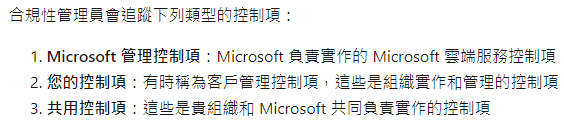 合規性管理員會追蹤下列類型的控制項：
1. Microsoft 管理控制項：Microsoft 負責實作的 Microsoft 雲端服務控制項
2. 您的控制項：有時稱為客戶管理控制項，這些是組織實作和管理的控制項
3. 共用控制項：這些是貴組織和 Microsoft 共同負責實作的控制項